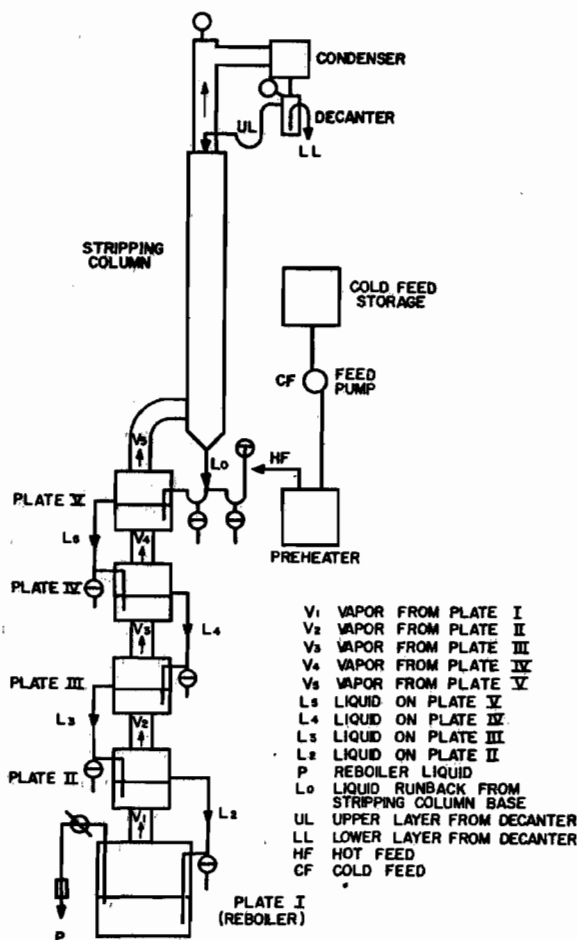 CONDENSER
DECANTER
UL
LL
STRIPPING
COLUMN
COLD FEED
STORAGE
CF
FEED
PUMP
HF
PREHEATER
L₀
V₅
PLATE V
L₅
V₄
PLATE IV
L₄
V₃
PLATE III
L₃
V₂
PLATE II
L₂
V₁
PLATE I
(REBOILER)
P
V₁ VAPOR FROM PLATE I
V₂ VAPOR FROM PLATE II
V₃ VAPOR FROM PLATE III
V₄ VAPOR FROM PLATE IV
V₅ VAPOR FROM PLATE V
L₅ LIQUID ON PLATE V
L₄ LIQUID ON PLATE IV
L₃ LIQUID ON PLATE III
L₂ LIQUID ON PLATE II
P REBOILER LIQUID
L₀ LIQUID RUNBACK FROM
STRIPPING COLUMN BASE
UL UPPER LAYER FROM DECANTER
LL LOWER LAYER FROM DECANTER
HF HOT FEED
CF COLD FEED